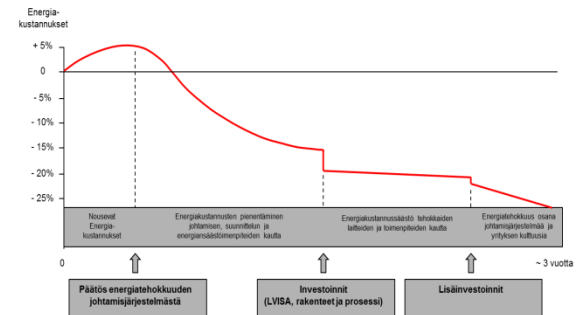 Energia-
kustannukset
+ 5%
0
- 5%
- 10%
- 15%
- 20%
- 25%
Nousevat
Energia-
kustannukset
Energiakustannusten pienentäminen
johtamisen, suunnittelun ja
energiansäästöimenpiteiden kautta
Energiakustannussäästö tehokkaiden
laitteiden ja toimenpiteiden kautta
Energiatehokkuus osana
johtamisjärjestelmää ja
yrityksen kulttuusia
0
~ 3 vuotta
Päätös energiatehokkuuden
johtamisjärjestelmästä
Investoinnit
(LVISA, rakenteet ja prosessi)
Lisäinvestoinnit